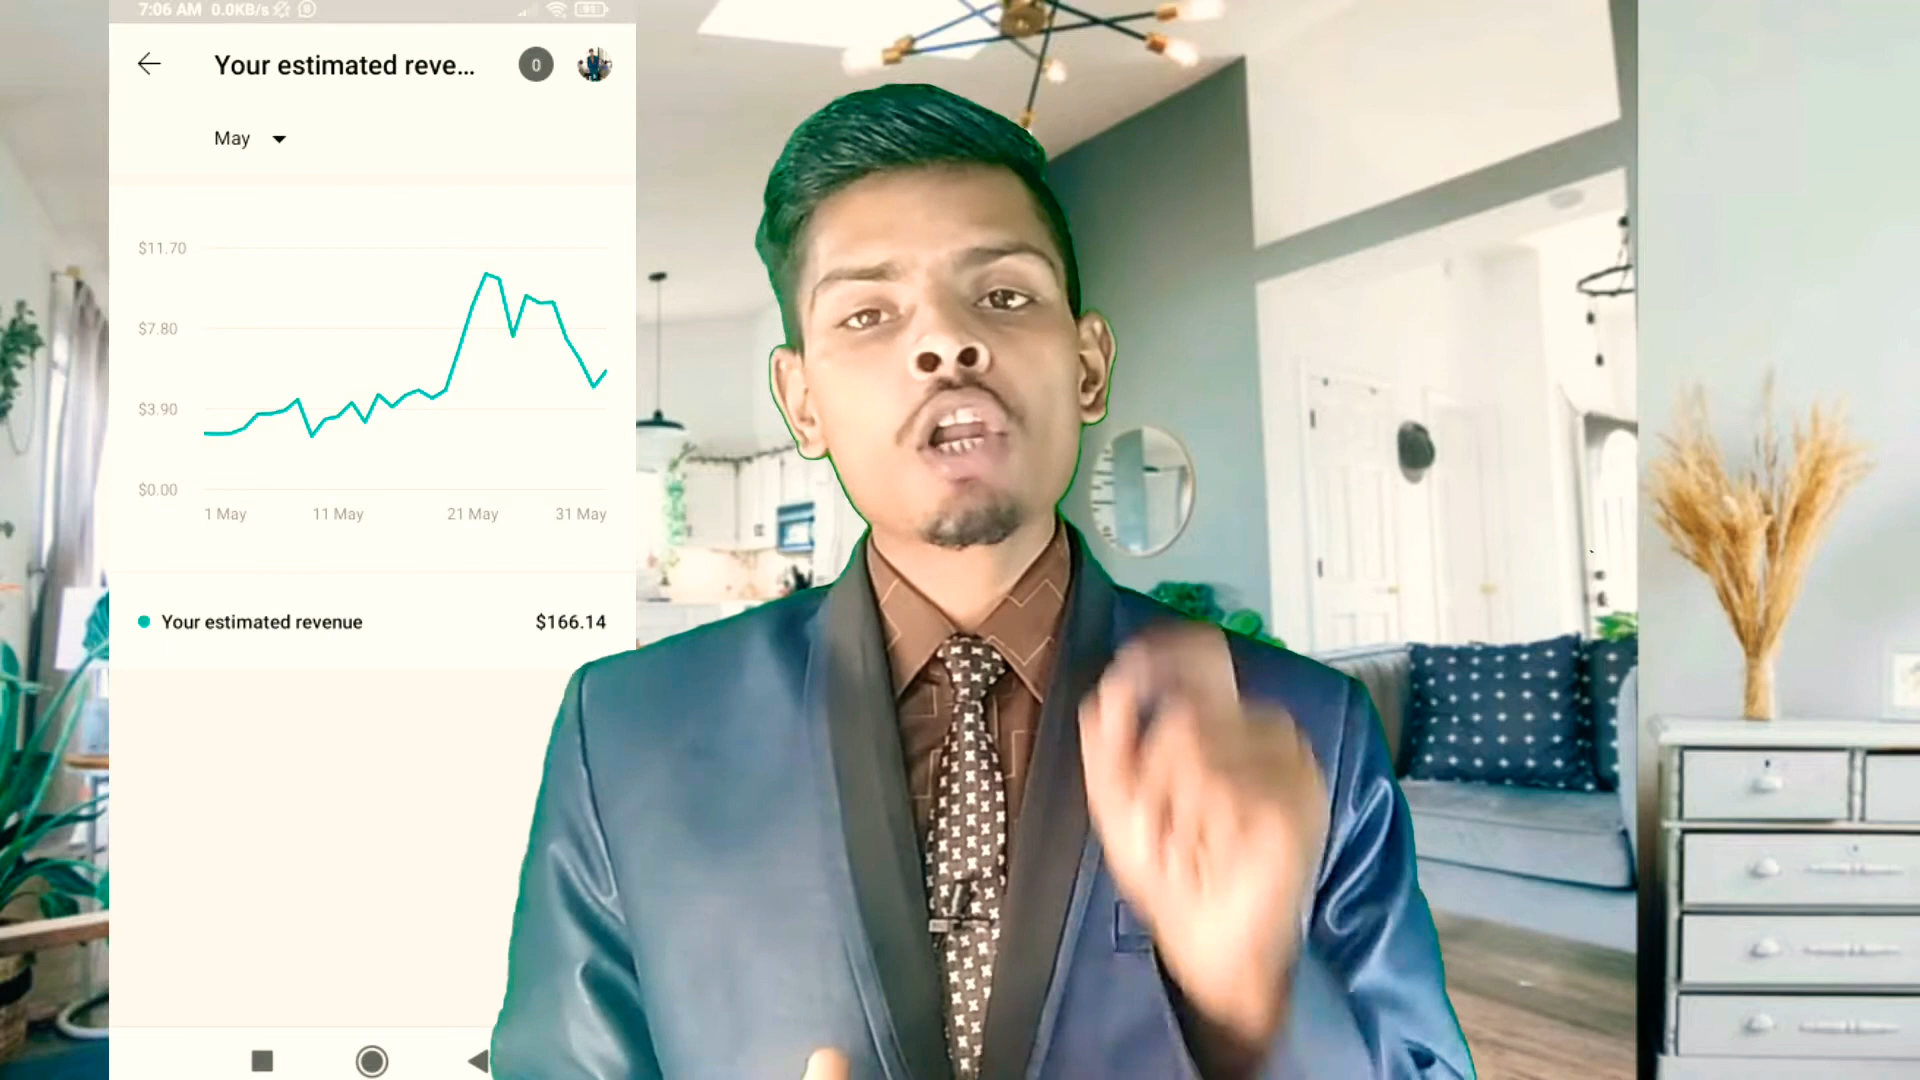 7:06 AM 0.0KB/s
Your estimated reve... 0
May
$11.70
$7.80
$3.90
$0.00
1 May 11 May 21 May 31 May
Your estimated revenue $166.14